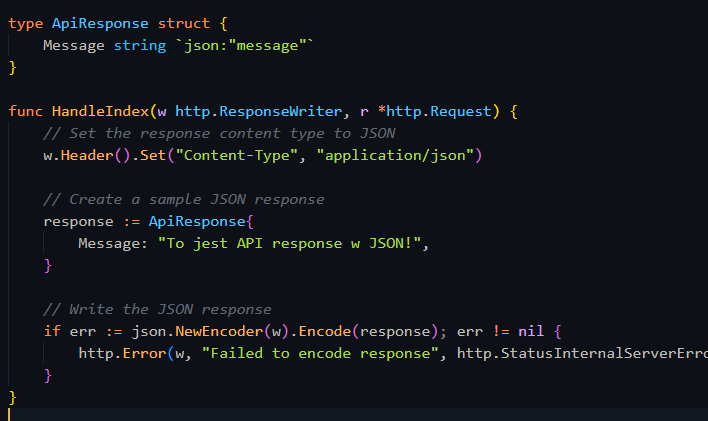 type ApiResponse struct {
    Message string `json:"message"`
}

func HandleIndex(w http.ResponseWriter, r *http.Request) {
    // Set the response content type to JSON
    w.Header().Set("Content-Type", "application/json")

    // Create a sample JSON response
    response := ApiResponse{
        Message: "To jest API response w JSON!",
    }

    // Write the JSON response
    if err := json.NewEncoder(w).Encode(response); err != nil {
        http.Error(w, "Failed to encode response", http.StatusInternalServerErro
    }
}